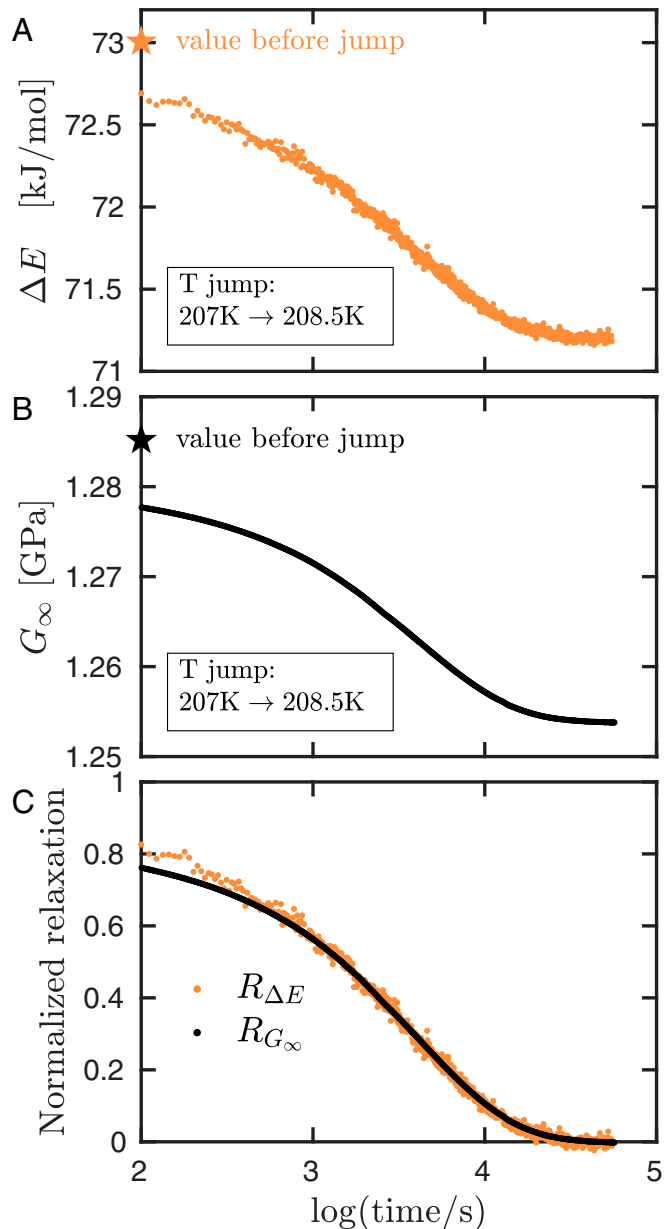 A
73
value before jump
72.5
72
71.5
71
ΔE [kJ/mol]
T jump:
207K → 208.5K
B
1.29
value before jump
1.28
1.27
1.26
1.25
G∞ [GPa]
T jump:
207K → 208.5K
C
1
0.8
0.6
0.4
0.2
0
Normalized relaxation
R_ΔE
R_G∞
2 3 4 5
log(time/s)